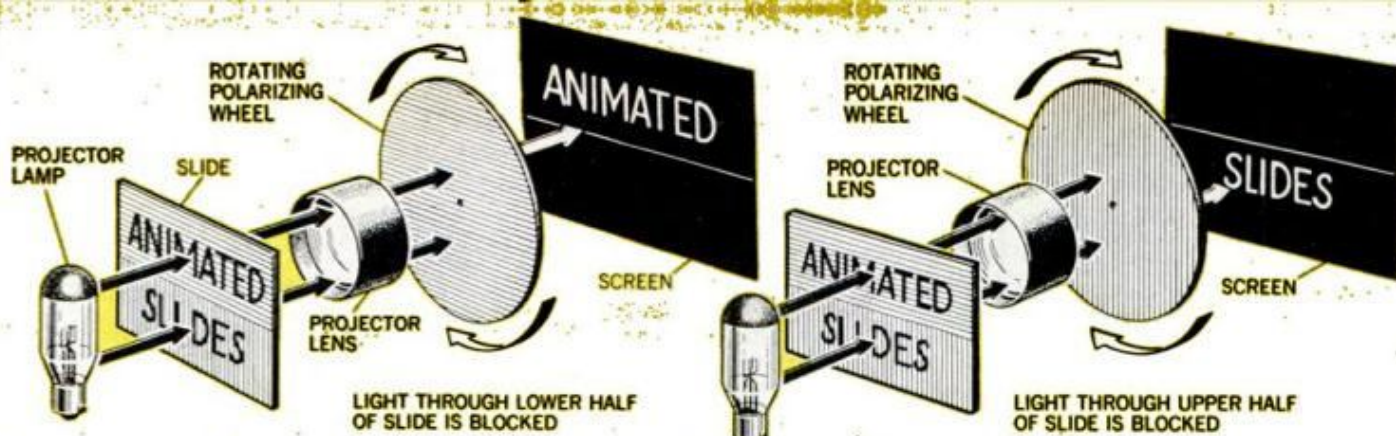 ROTATING
POLARIZING
WHEEL
PROJECTOR
LAMP
SLIDE
ANIMATED
SLIDES
PROJECTOR
LENS
ANIMATED
SCREEN
LIGHT THROUGH LOWER HALF
OF SLIDE IS BLOCKED
ROTATING
POLARIZING
WHEEL
PROJECTOR
LENS
ANIMATED
SLIDES
SLIDES
SCREEN
LIGHT THROUGH UPPER HALF
OF SLIDE IS BLOCKED